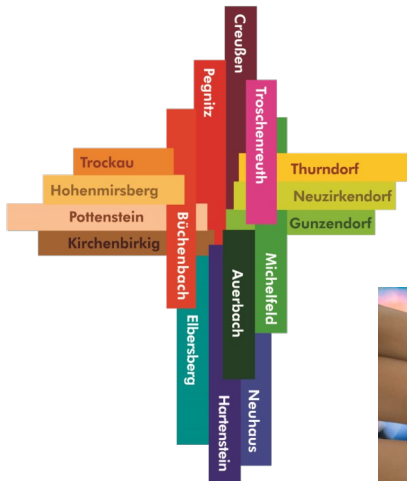 Creußen
Pegnitz
Troschenreuth
Trockau
Thurndorf
Hohenmirsberg
Neuzirkendorf
Pottenstein
Büchenbach
Gunzendorf
Kirchenbirkig
Michelfeld
Auerbach
Elbersberg
Hartenstein
Neuhaus